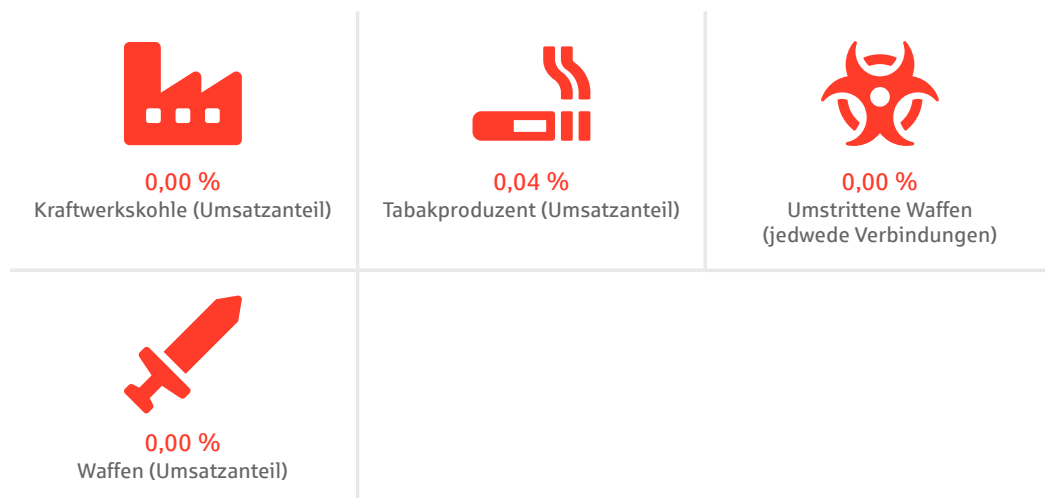 0,00 %
Kraftwerkskohle (Umsatzanteil)
0,04 %
Tabakproduzent (Umsatzanteil)
0,00 %
Umstrittene Waffen
(jedwede Verbindungen)
0,00 %
Waffen (Umsatzanteil)